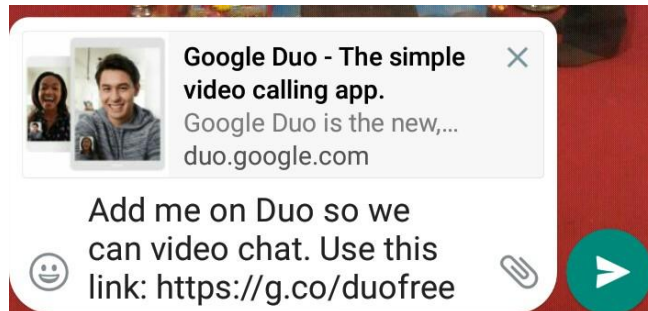 Google Duo - The simple
video calling app.
Google Duo is the new,...
duo.google.com
Add me on Duo so we
can video chat. Use this
link: https://g.co/duofree